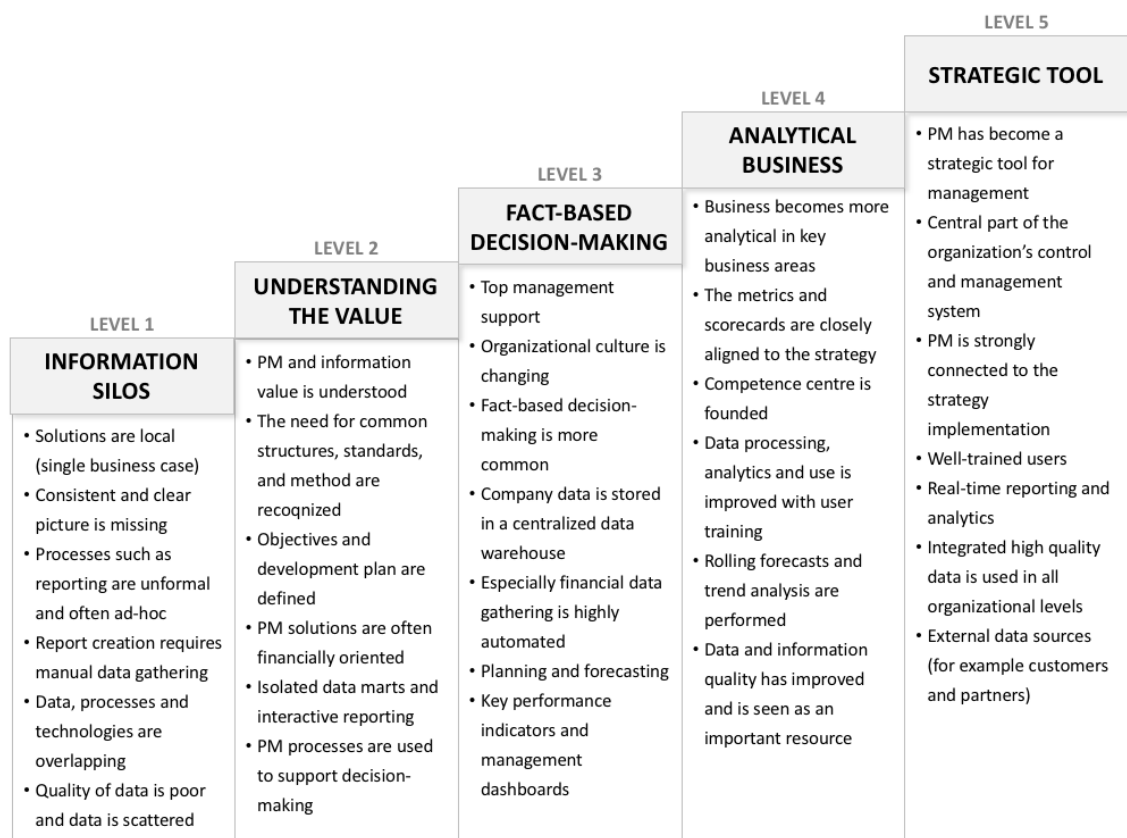 LEVEL 1
INFORMATION
SILOS
• Solutions are local
(single business case)
• Consistent and clear
picture is missing
• Processes such as
reporting are unformal
and often ad-hoc
• Report creation requires
manual data gathering
• Data, processes and
technologies are
overlapping
• Quality of data is poor
and data is scattered
LEVEL 2
UNDERSTANDING
THE VALUE
• PM and information
value is understood
• The need for common
structures, standards,
and method are
recoqnized
• Objectives and
development plan are
defined
• PM solutions are often
financially oriented
• Isolated data marts and
interactive reporting
• PM processes are used
to support decision-
making
LEVEL 3
FACT-BASED
DECISION-MAKING
• Top management
support
• Organizational culture is
changing
• Fact-based decision-
making is more
common
• Company data is stored
in a centralized data
warehouse
• Especially financial data
gathering is highly
automated
• Planning and forecasting
• Key performance
indicators and
management
dashboards
LEVEL 4
ANALYTICAL
BUSINESS
• Business becomes more
analytical in key
business areas
• The metrics and
scorecards are closely
aligned to the strategy
• Competence centre is
founded
• Data processing,
analytics and use is
improved with user
training
• Rolling forecasts and
trend analysis are
performed
• Data and information
quality has improved
and is seen as an
important resource
LEVEL 5
STRATEGIC TOOL
• PM has become a
strategic tool for
management
• Central part of the
organization's control
and management
system
• PM is strongly
connected to the
strategy
implementation
• Well-trained users
• Real-time reporting and
analytics
• Integrated high quality
data is used in all
organizational levels
• External data sources
(for example customers
and partners)